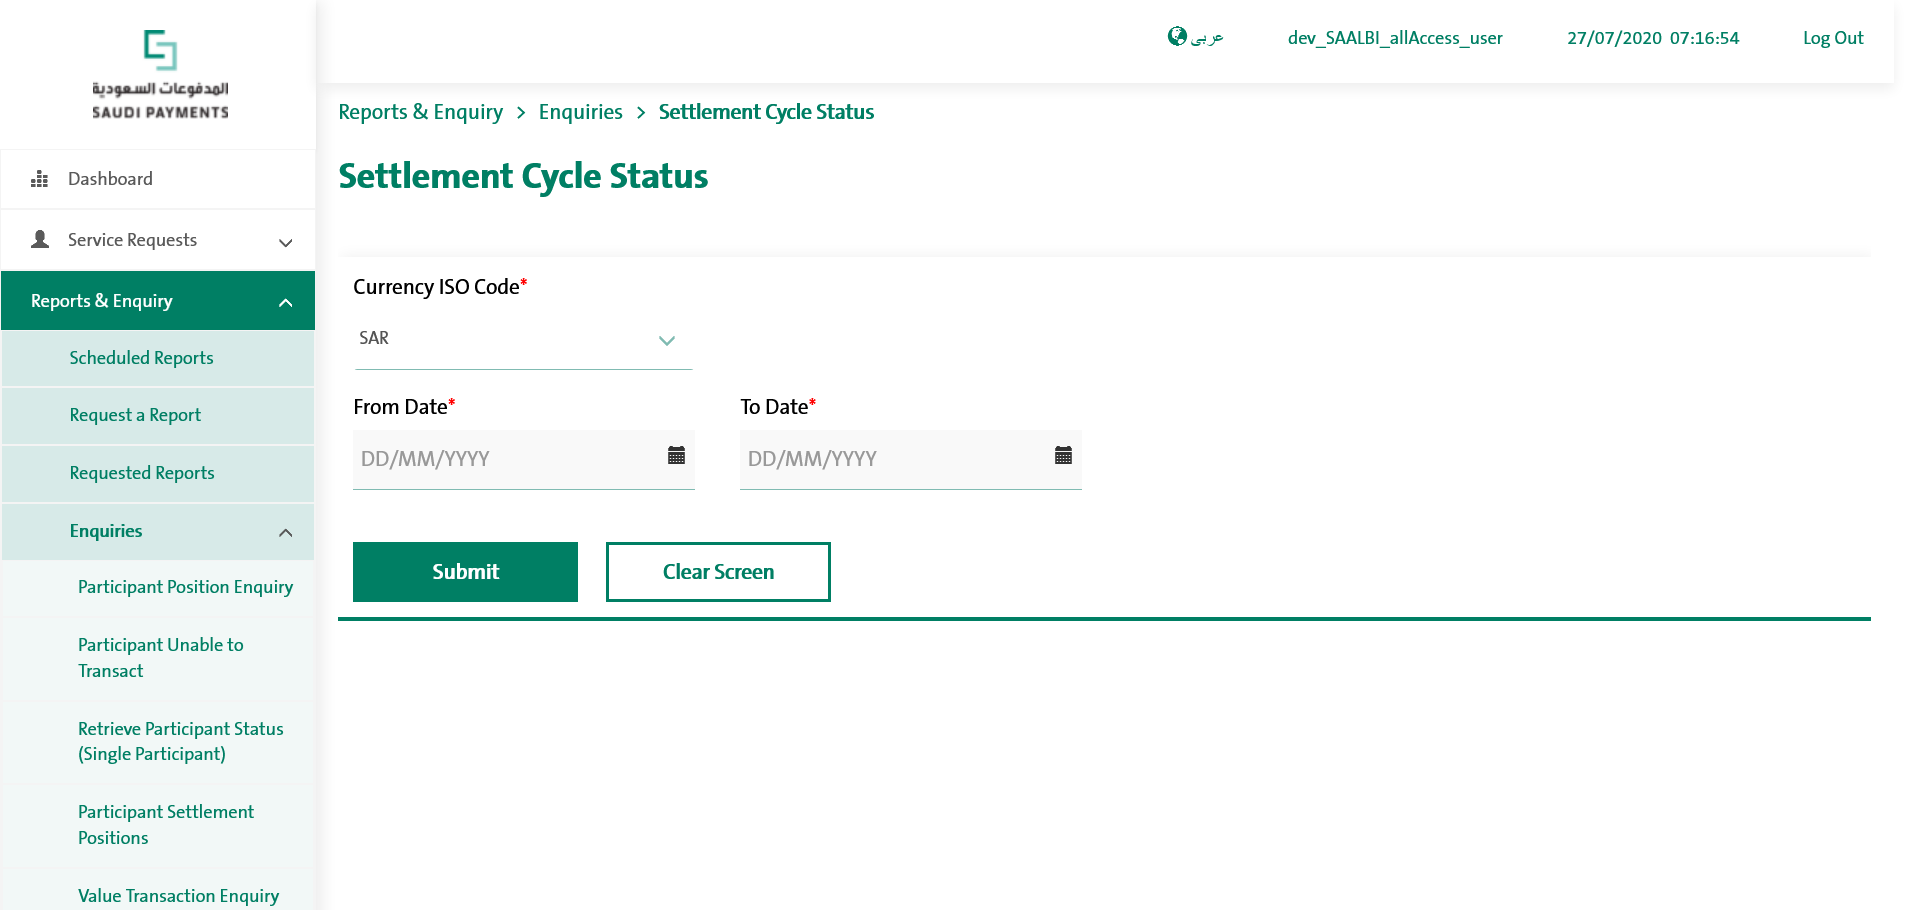 المدفوعات السعودية
SAUDI PAYMENTS
عربى
dev_SAALBI_allAccess_user
27/07/2020 07:16:54
Log Out
Dashboard
Service Requests
Reports & Enquiry
Scheduled Reports
Request a Report
Requested Reports
Enquiries
Participant Position Enquiry
Participant Unable to
Transact
Retrieve Participant Status
(Single Participant)
Participant Settlement
Positions
Value Transaction Enquiry
Reports & Enquiry > Enquiries > Settlement Cycle Status
Settlement Cycle Status
Currency ISO Code*
SAR
From Date*
To Date*
DD/MM/YYYY
DD/MM/YYYY
Submit
Clear Screen